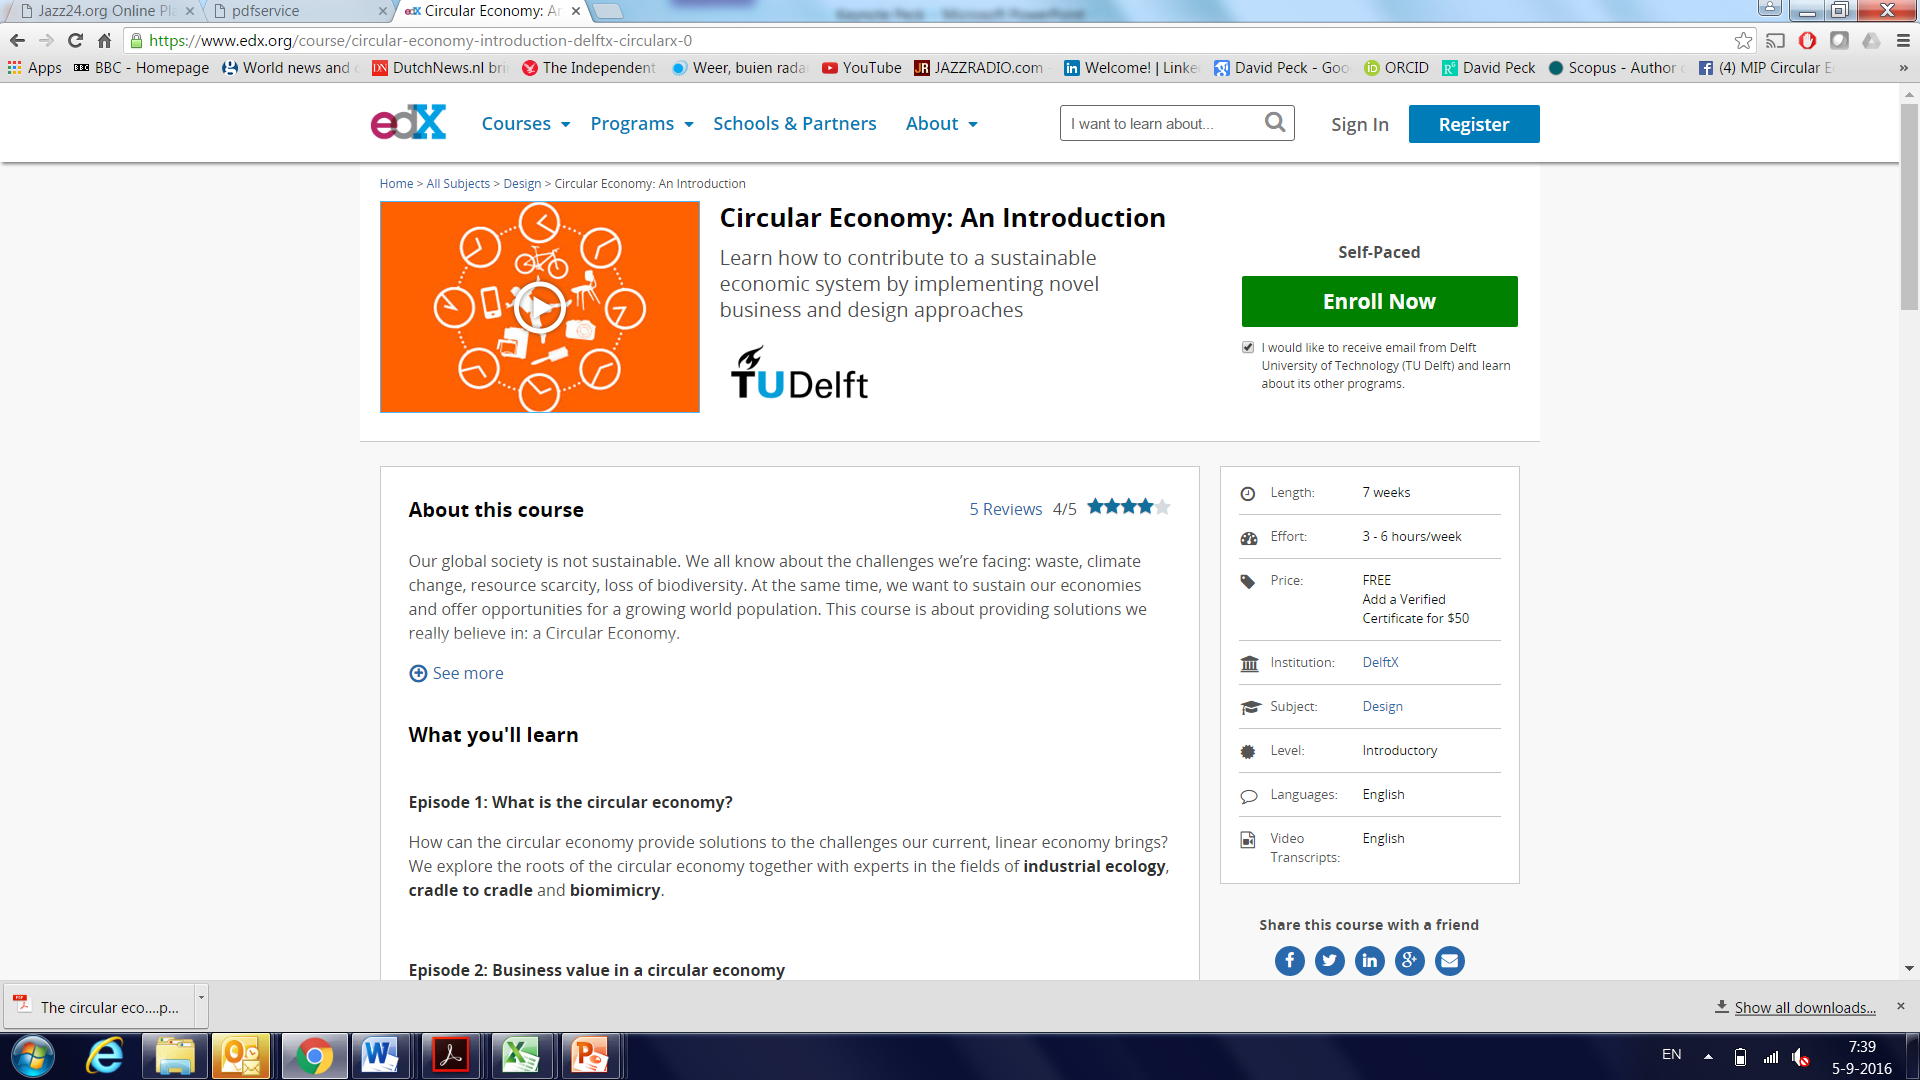 Jazz24.org Online Pla
pdfservice
Circular Economy: An
Keynote Peck - Microsoft PowerPoint
https://www.edx.org/course/circular-economy-introduction-delftx-circularx-0
Apps
BBC - Homepage
World news and c
DutchNews.nl bri
The Independent
Weer, buien rada
YouTube
JAZZRADIO.com -
Welcome! | Linke
David Peck - Goo
ORCID
David Peck
Scopus - Author d
(4) MIP Circular E
»
edX
Courses
Programs
Schools & Partners
About
I want to learn about...
Sign In
Register
Home > All Subjects > Design > Circular Economy: An Introduction
Circular Economy: An Introduction
Learn how to contribute to a sustainable
economic system by implementing novel
business and design approaches
TU Delft
Self-Paced
Enroll Now
I would like to receive email from Delft
University of Technology (TU Delft) and learn
about its other programs.
About this course
5 Reviews 4/5
Our global society is not sustainable. We all know about the challenges we’re facing: waste, climate
change, resource scarcity, loss of biodiversity. At the same time, we want to sustain our economies
and offer opportunities for a growing world population. This course is about providing solutions we
really believe in: a Circular Economy.
See more
What you'll learn
Episode 1: What is the circular economy?
How can the circular economy provide solutions to the challenges our current, linear economy brings?
We explore the roots of the circular economy together with experts in the fields of industrial ecology,
cradle to cradle and biomimicry.
Episode 2: Business value in a circular economy
Length: 7 weeks
Effort: 3 - 6 hours/week
Price: FREE
Add a Verified
Certificate for $50
Institution: DelftX
Subject: Design
Level: Introductory
Languages: English
Video English
Transcripts:
Share this course with a friend
The circular eco....p...
Show all downloads...
EN
7:39
5-9-2016